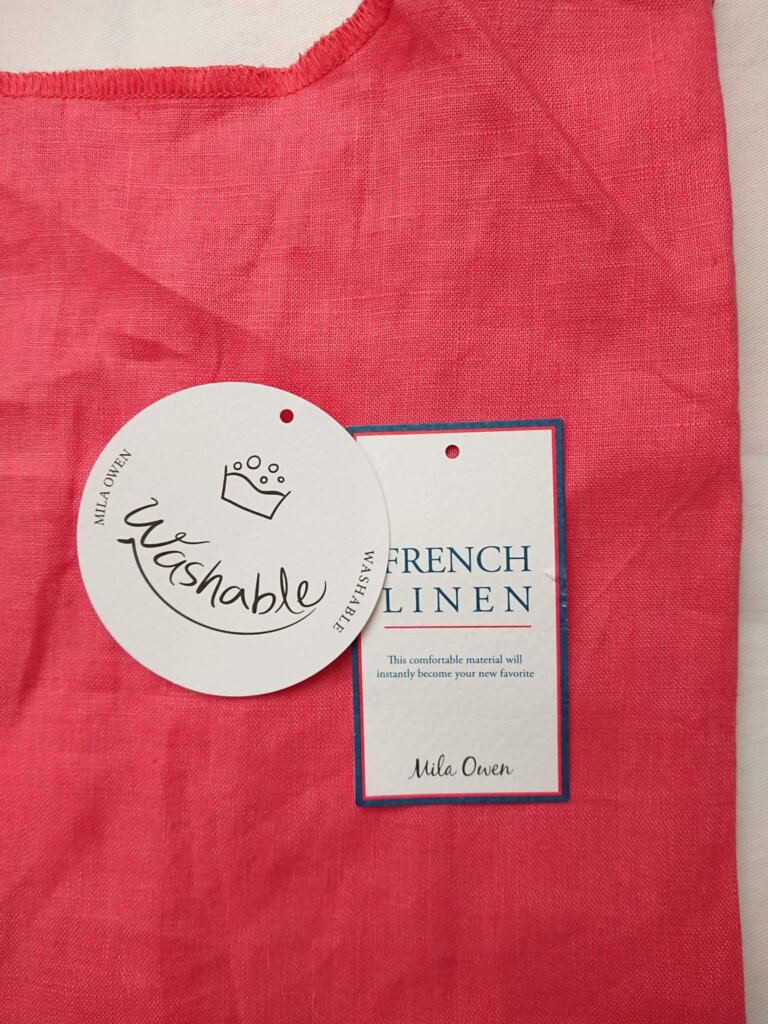 MILA OWEN
Washable
WASHABLE
FRENCH
LINEN
This comfortable material will
instantly become your new favorite
Mila Owen